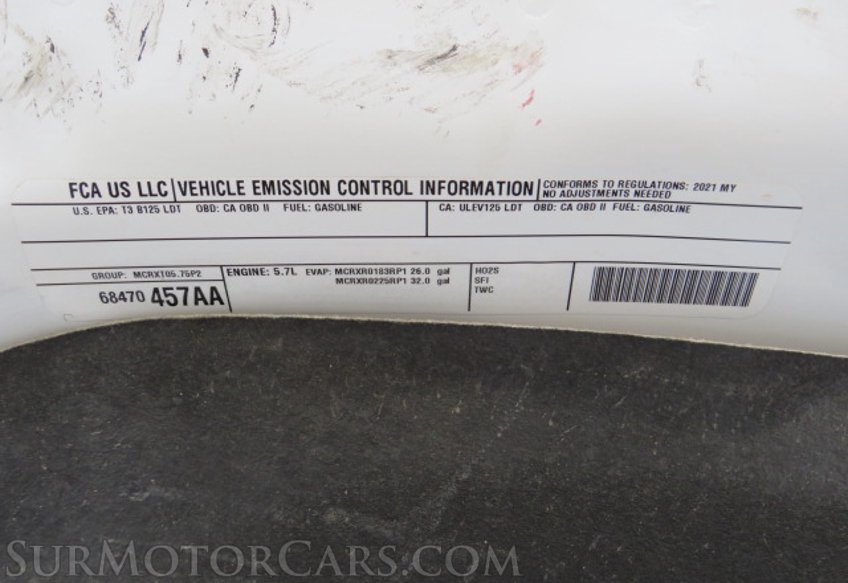 FCA US LLC VEHICLE EMISSION CONTROL INFORMATION CONFORMS TO REGULATIONS: 2021 MY
NO ADJUSTMENTS NEEDED
U.S. EPA: T3 B125 LDT OBD: CA OBD II FUEL: GASOLINE CA: ULEV125 LDT OBD: CA OBD II FUEL: GASOLINE
GROUP: MCRXT05.75P2 ENGINE: 5.7L EVAP: MCRXR0183RP1 26.0 gal HO2S
MCRXR0225RP1 32.0 gal SFI
68470 457AA TWC
SurMotorCars.com